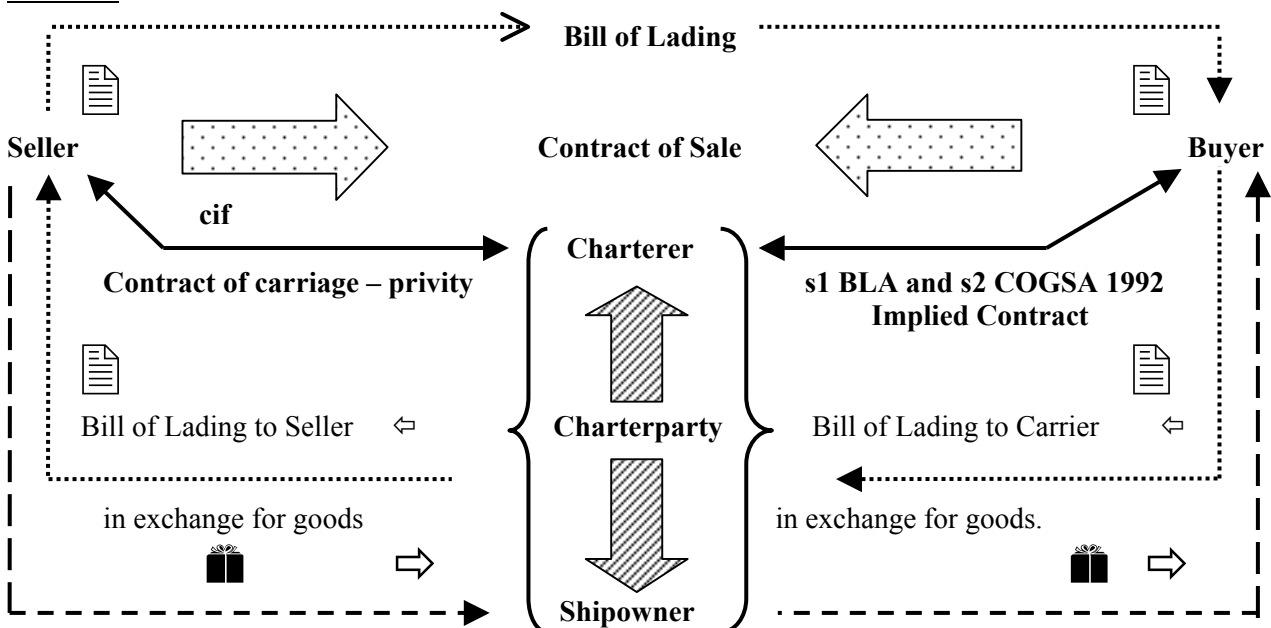 Bill of Lading
Seller
Contract of Sale
Buyer
cif
Charterer
Contract of carriage – privity
s1 BLA and s2 COGSA 1992
Implied Contract
Bill of Lading to Seller
Charterparty
Bill of Lading to Carrier
in exchange for goods
in exchange for goods.
Shipowner